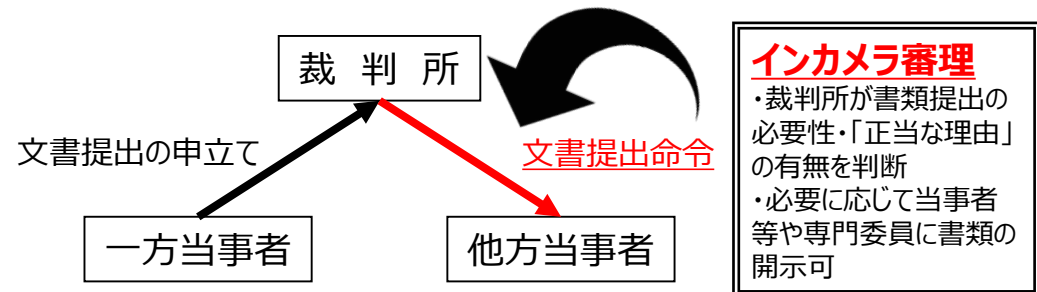 裁 判 所
文書提出の申立て
文書提出命令
一方当事者
他方当事者
インカメラ審理
・裁判所が書類提出の
必要性・「正当な理由」
の有無を判断
・必要に応じて当事者
等や専門委員に書類の
開示可